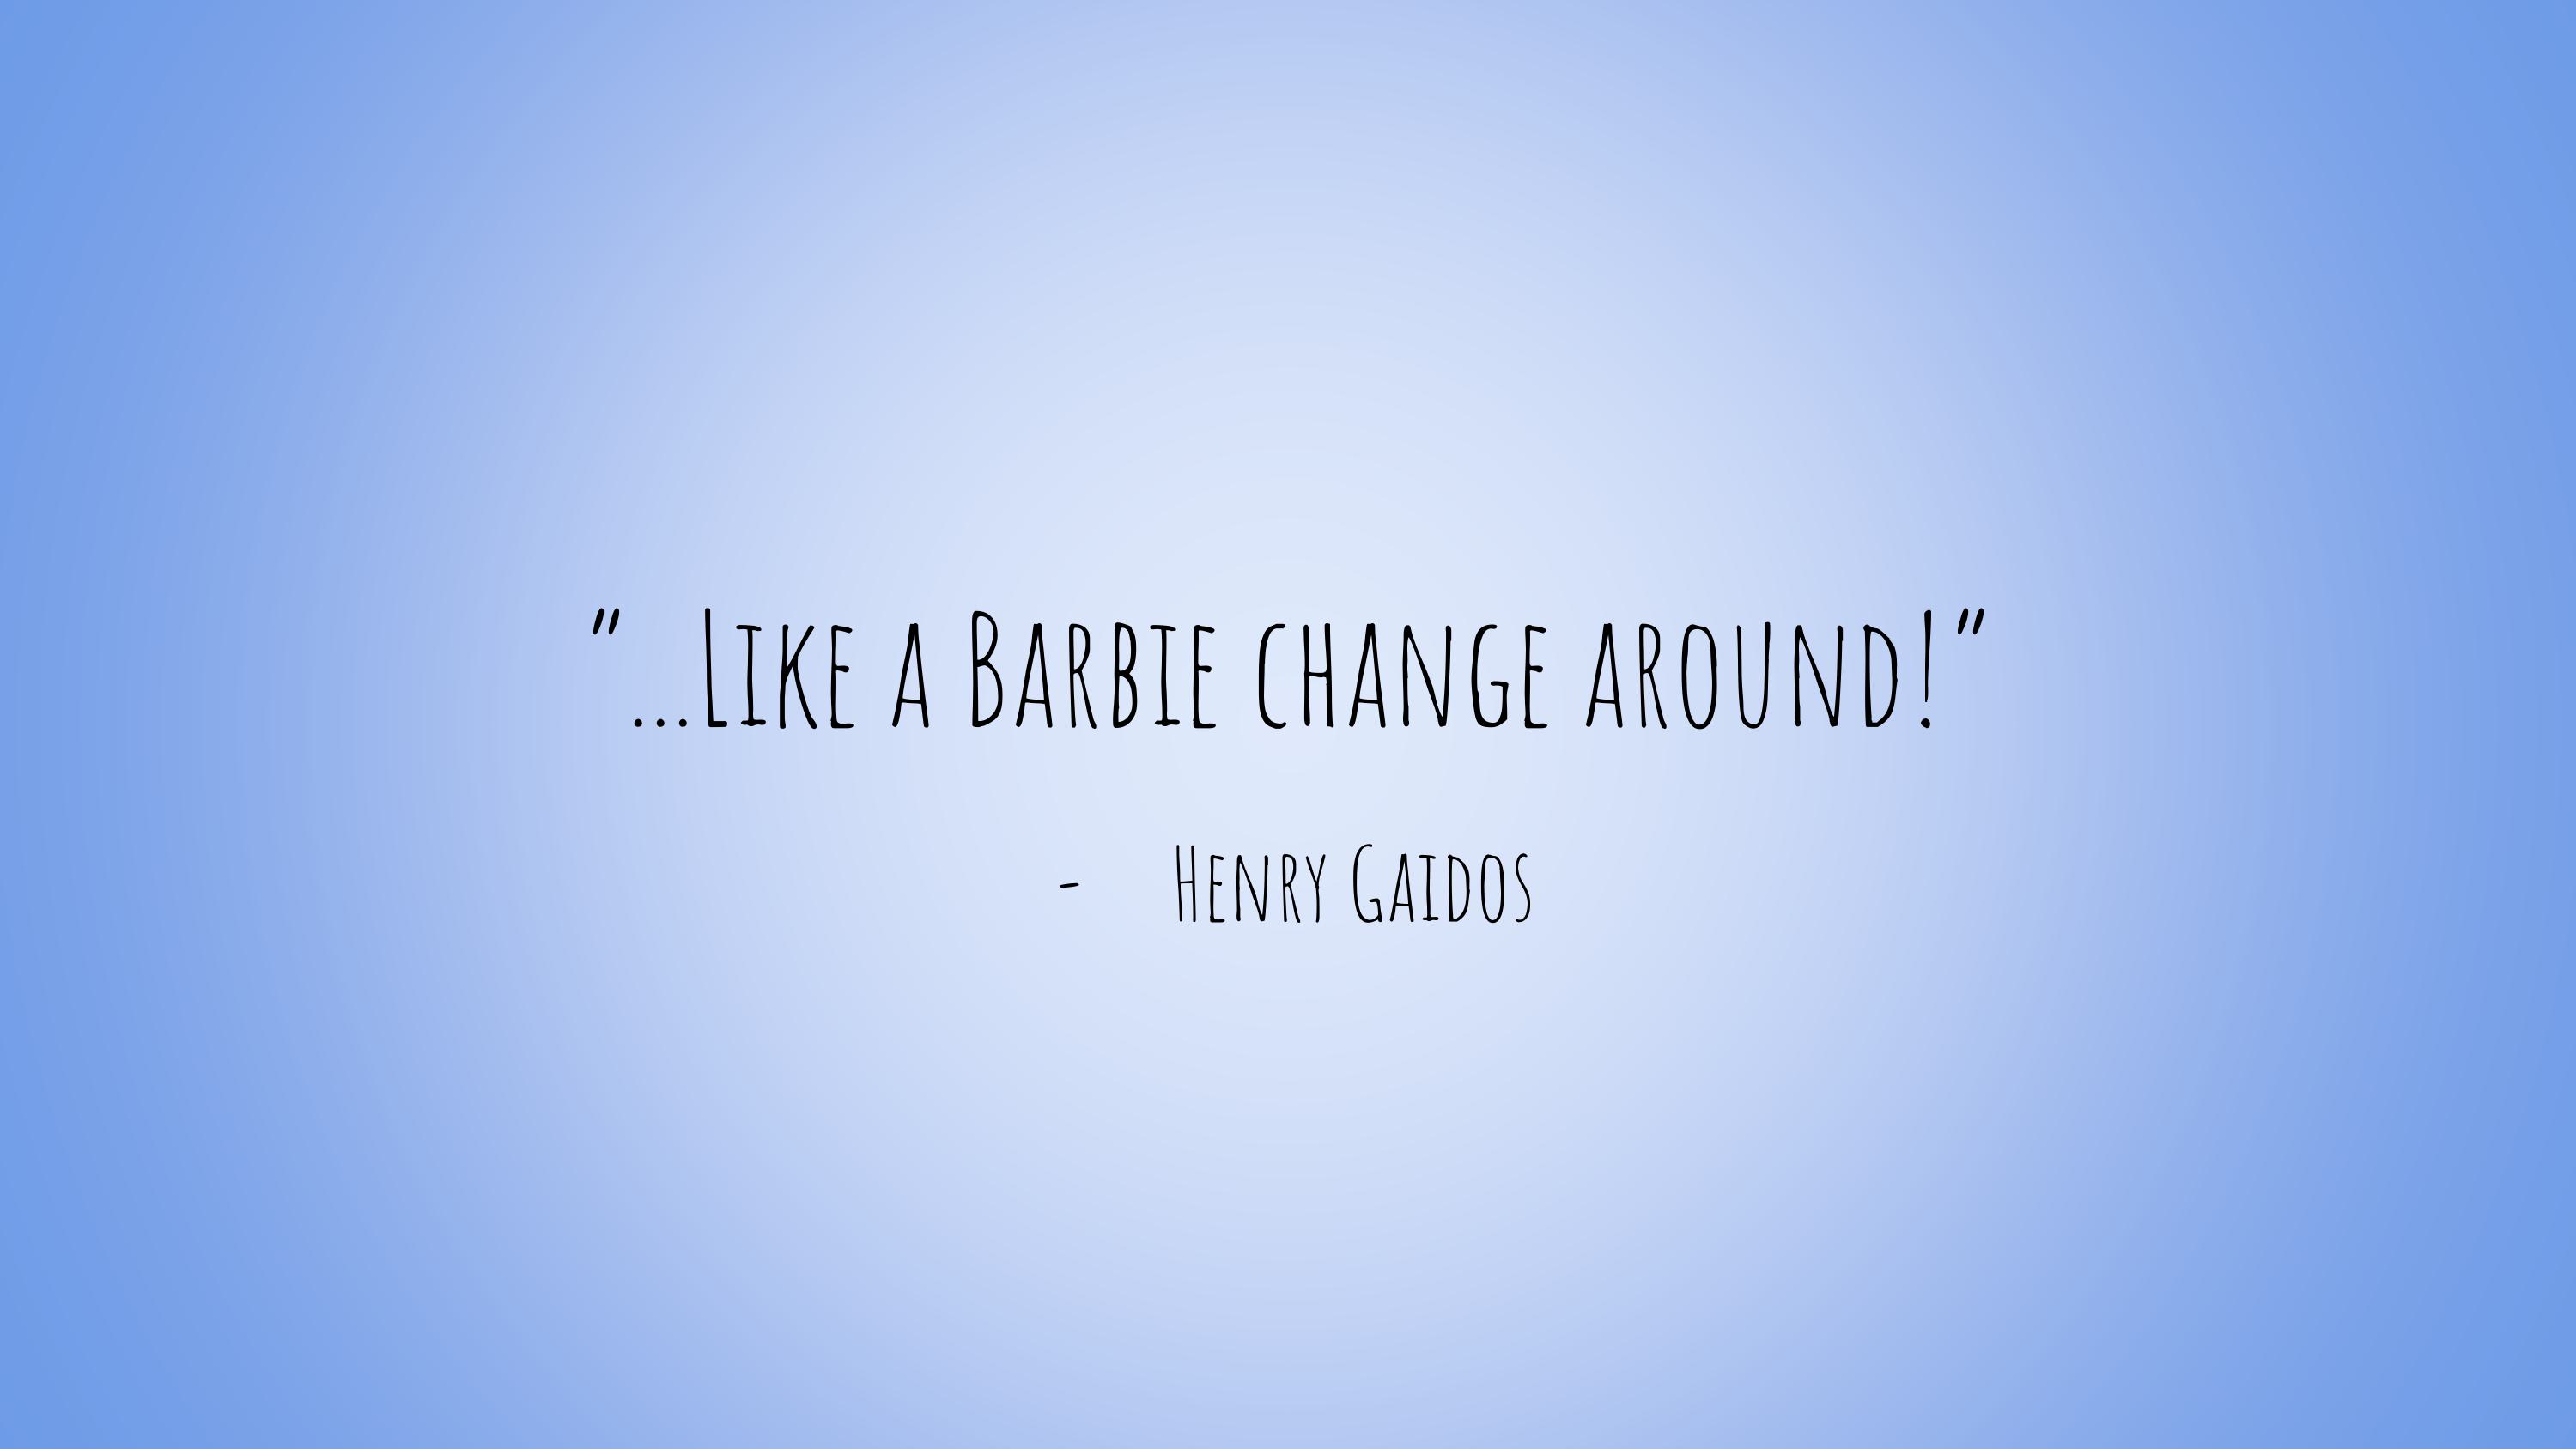 “...Like a Barbie change around!”
- Henry Gaidos